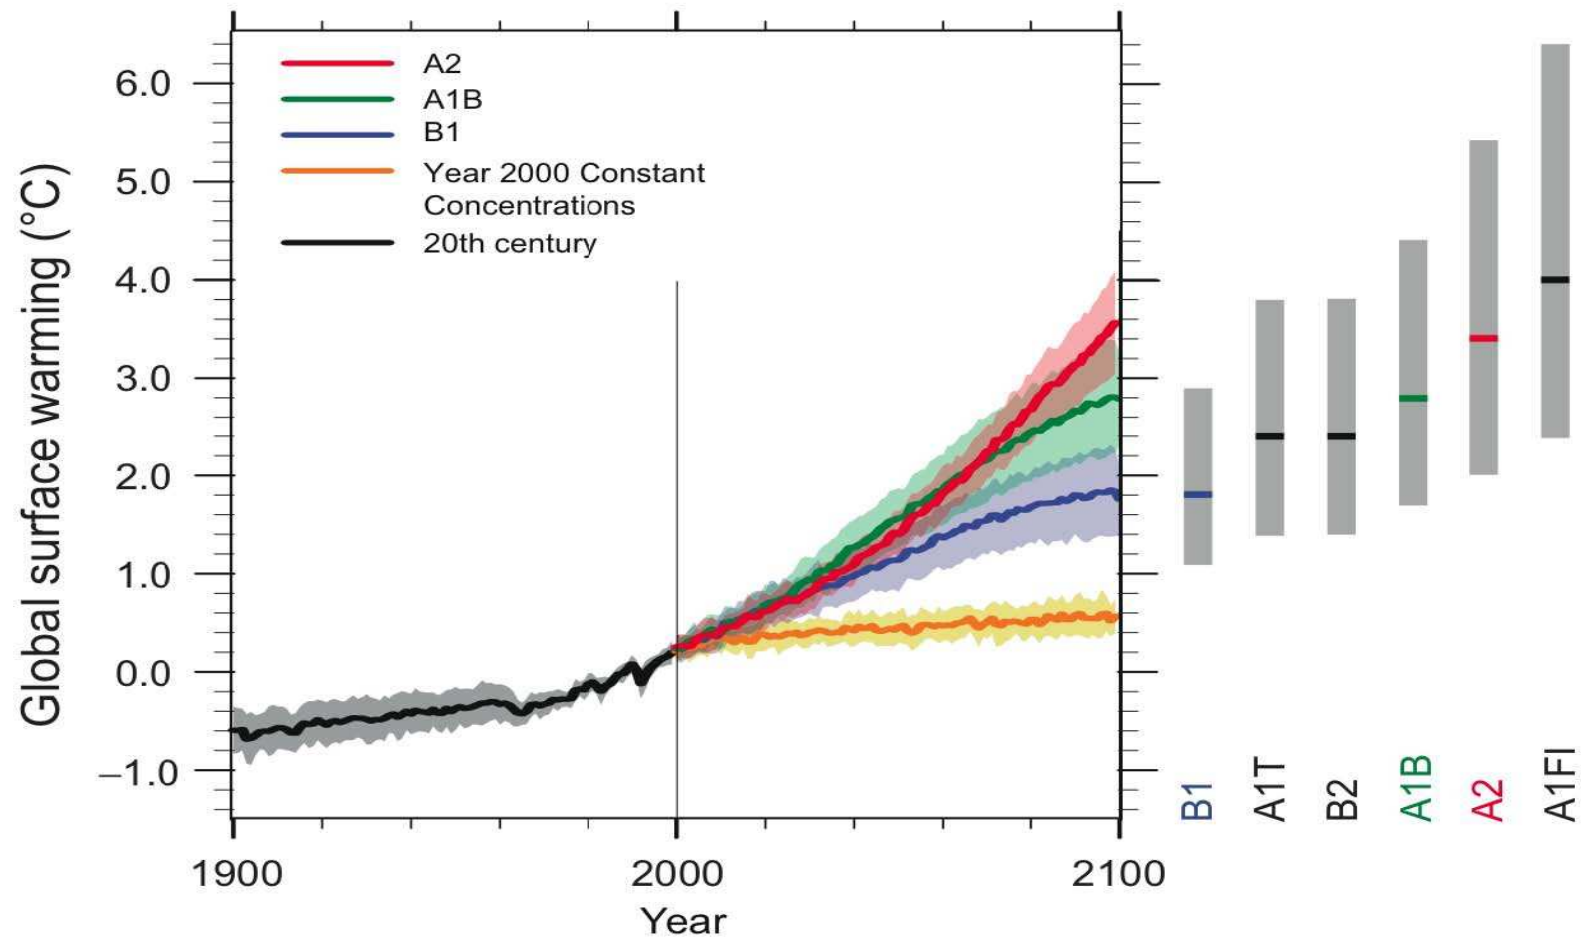 Global surface warming (°C)
6.0
5.0
4.0
3.0
2.0
1.0
0.0
–1.0
A2
A1B
B1
Year 2000 Constant
Concentrations
20th century
1900
2000
2100
Year
B1
A1T
B2
A1B
A2
A1FI